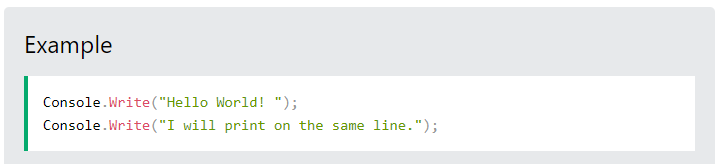 Example
Console.Write("Hello World! ");
Console.Write("I will print on the same line.");